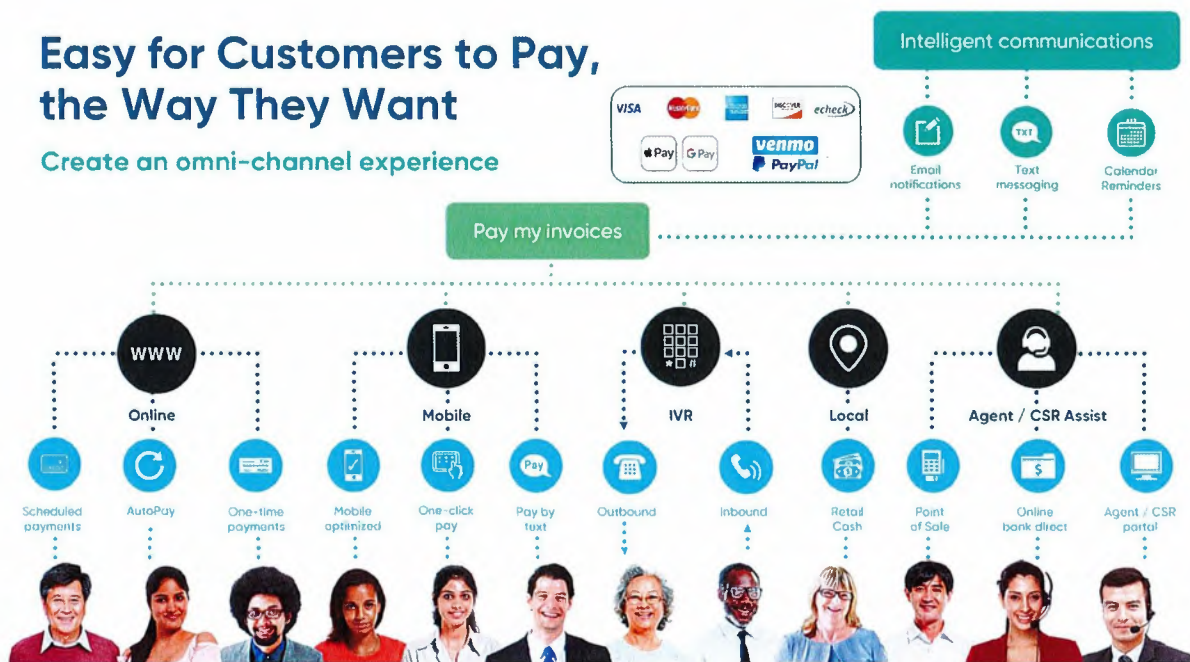 Easy for Customers to Pay,
the Way They Want
Create an omni-channel experience
VISA
MasterCard
DISCOVER
echeck
Pay
G Pay
venmo
PayPal
Intelligent communications
Email
notifications
TXT
Text
messaging
Calendar
Reminders
Pay my invoices
www
Online
Mobile
* #
IVR
Local
Agent / CSR Assist
Scheduled
payments
AutoPay
One-time
payments
Mobile
optimized
One-click
pay
Pay
Pay by
text
Outbound
Inbound
Retail
Cash
Point
of Sale
$
Online
bank direct
Agent / CSR
portal